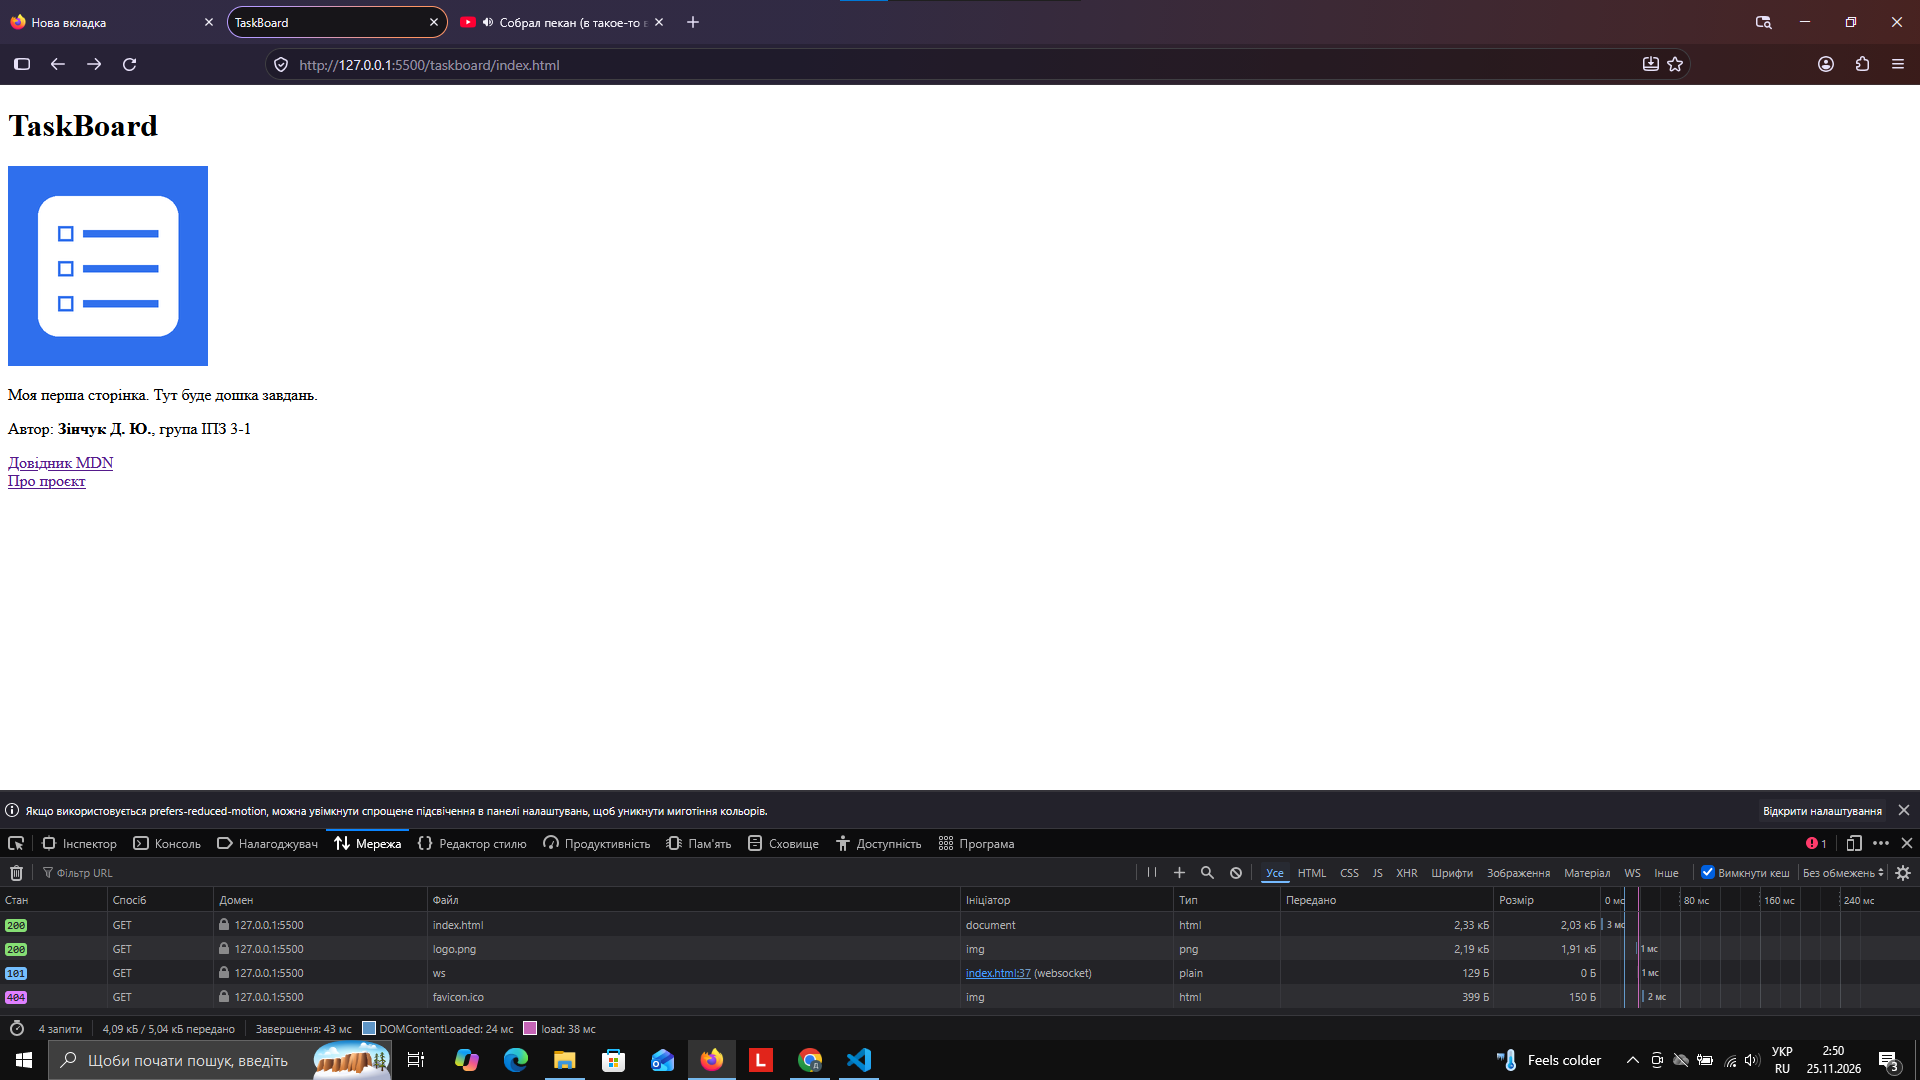 Нова вкладка
TaskBoard
Собрал пекан (в такое-то в
http://127.0.0.1:5500/taskboard/index.html
TaskBoard
Моя перша сторінка. Тут буде дошка завдань.
Автор: Зінчук Д. Ю., група ІПЗ 3-1
Довідник MDN
Про проєкт
Якщо використовується prefers-reduced-motion, можна увімкнути спрощене підсвічення в панелі налаштувань, щоб уникнути миготіння кольорів.
Відкрити налаштування
Інспектор Консоль Налагоджувач Мережа Редактор стилю Продуктивність Пам'ять Сховище Доступність Програма 1
Фільтр URL Усе HTML CSS JS XHR Шрифти Зображення Матеріал WS Інше Вимкнути кеш Без обмежень
Стан Спосіб Домен Файл Ініціатор Тип Передано Розмір 0 мс 80 мс 160 мс 240 мс
200 GET 127.0.0.1:5500 index.html document html 2,33 кБ 2,03 кБ 3 мс
200 GET 127.0.0.1:5500 logo.png img png 2,19 кБ 1,91 кБ 1 мс
101 GET 127.0.0.1:5500 ws index.html:37 (websocket) plain 129 Б 0 Б 1 мс
404 GET 127.0.0.1:5500 favicon.ico img html 399 Б 150 Б 2 мс
4 запити 4,09 кБ / 5,04 кБ передано Завершення: 43 мс DOMContentLoaded: 24 мс load: 38 мс
Щоби почати пошук, введіть
L
Feels colder
УКР
RU
2:50
25.11.2026
3